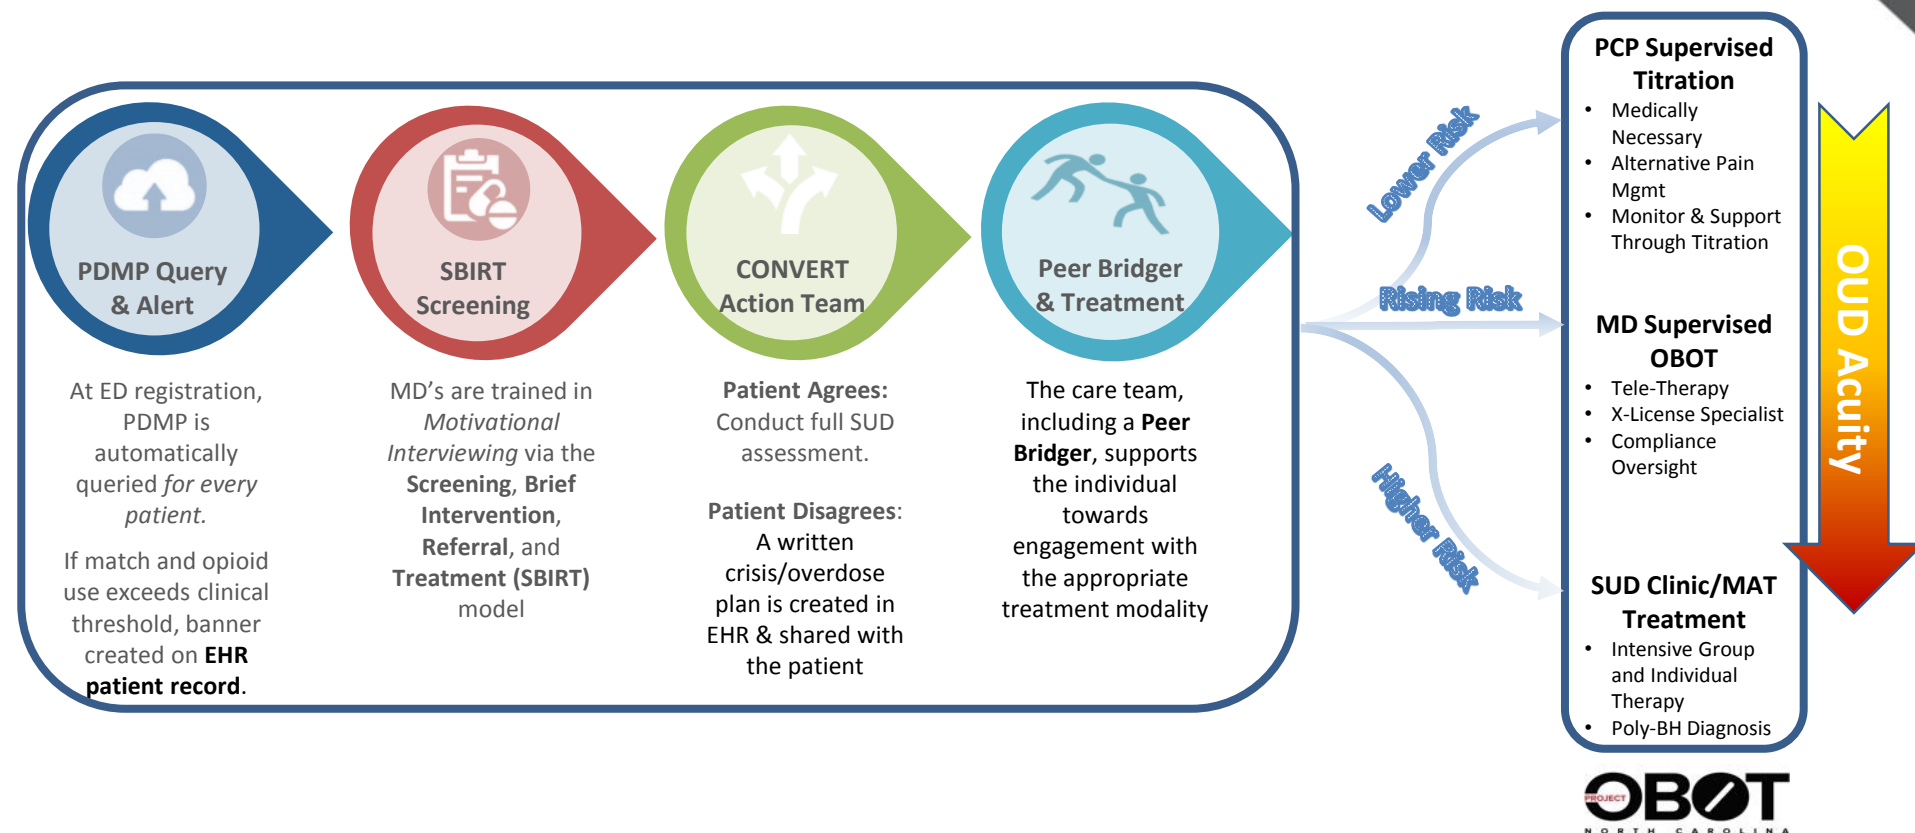 PDMP Query
& Alert
At ED registration,
PDMP is
automatically
queried for every
patient.
If match and opioid
use exceeds clinical
threshold, banner
created on EHR
patient record.
SBIRT
Screening
MD's are trained in
Motivational
Interviewing via the
Screening, Brief
Intervention,
Referral, and
Treatment (SBIRT)
model
CONVERT
Action Team
Patient Agrees:
Conduct full SUD
assessment.
Patient Disagrees:
A written
crisis/overdose
plan is created in
EHR & shared with
the patient
Peer Bridger
& Treatment
The care team,
including a Peer
Bridger, supports
the individual
towards
engagement with
the appropriate
treatment modality
Lower Risk
Rising Risk
Higher Risk
PCP Supervised
Titration
• Medically
Necessary
• Alternative Pain
Mgmt
• Monitor & Support
Through Titration
MD Supervised
OBOT
• Tele-Therapy
• X-License Specialist
• Compliance
Oversight
SUD Clinic/MAT
Treatment
• Intensive Group
and Individual
Therapy
• Poly-BH Diagnosis
OUD Acuity
PROJECT
OBOT
NORTH CAROLINA